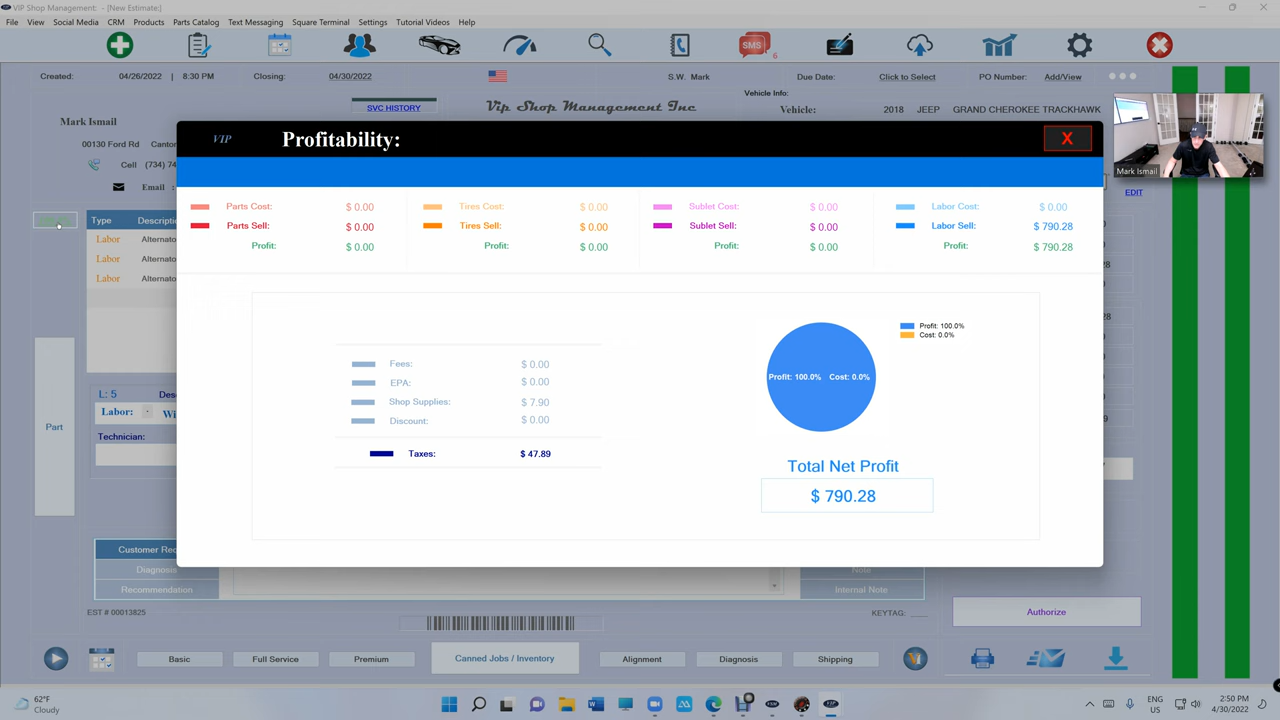 VIP Shop Management: - [New Estimate:]
File View Social Media CRM Products Parts Catalog Text Messaging Square Terminal Settings Tutorial Videos Help
SMS 6
Created: 04/26/2022 | 8:30 PM Closing: 04/30/2022 S.W. Mark Due Date: Click to Select PO Number: Add/View
Vehicle Info:
SVC HISTORY Vip Shop Management Inc Vehicle: 2018 JEEP GRAND CHEROKEE TRACKHAWK
Mark Ismail
00130 Ford Rd Canton
Cell (734) 74
Email :
Mark Ismail
EDIT
VIP Profitability: X
Parts Cost: $ 0.00 Tires Cost: $ 0.00 Sublet Cost: $ 0.00 Labor Cost: $ 0.00
Parts Sell: $ 0.00 Tires Sell: $ 0.00 Sublet Sell: $ 0.00 Labor Sell: $ 790.28
Profit: $ 0.00 Profit: $ 0.00 Profit: $ 0.00 Profit: $ 790.28
Type Descripti
Labor Alternato
Labor Alternato
Labor Alternato
Fees: $ 0.00
EPA: $ 0.00
Shop Supplies: $ 7.90
Discount: $ 0.00
Taxes: $ 47.89
Profit: 100.0%
Cost: 0.0%
Profit: 100.0% Cost: 0.0%
Total Net Profit
$ 790.28
L: 5 Des
Labor: Wi
Part
Technician:
Customer Rec
Diagnosis
Recommendation
Note
Internal Note
EST # 00013825 KEYTAG: ____
Authorize
Basic Full Service Premium Canned Jobs / Inventory Alignment Diagnosis Shipping
62°F
Cloudy
ENG
US
2:50 PM
4/30/2022